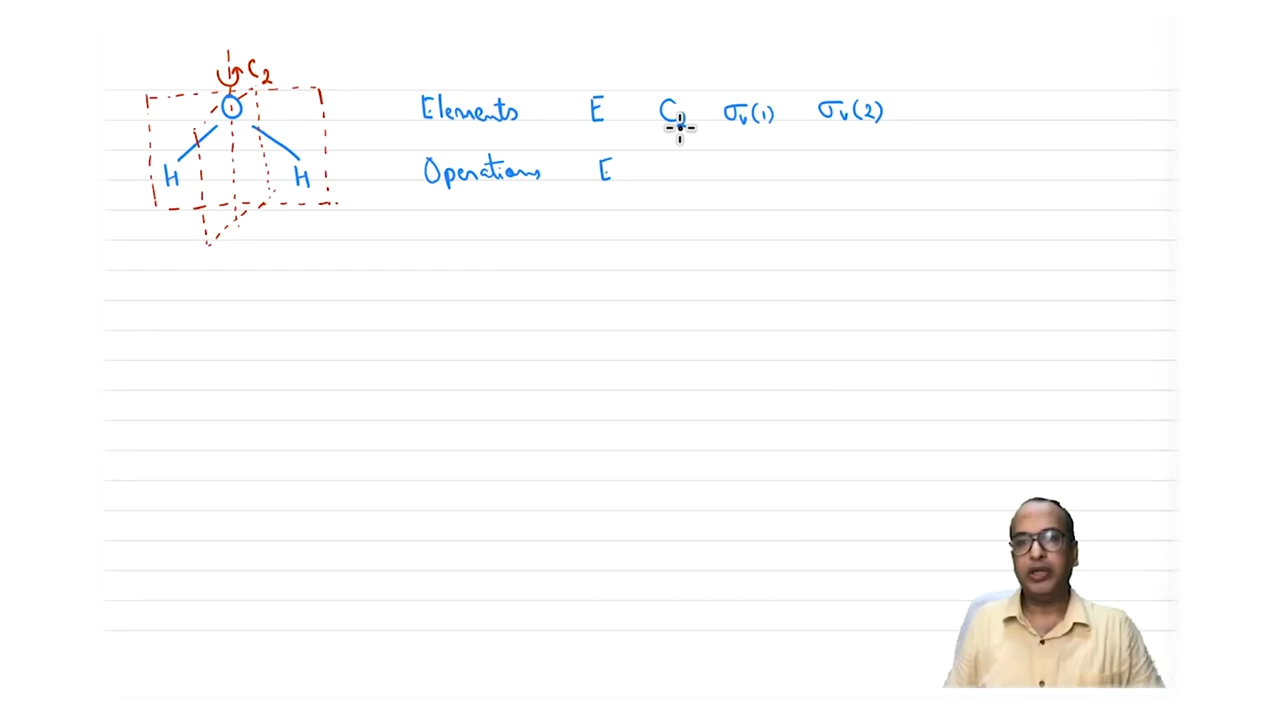 C₂
O
H H
Elements E C₂ σᵥ(1) σᵥ(2)
Operations E